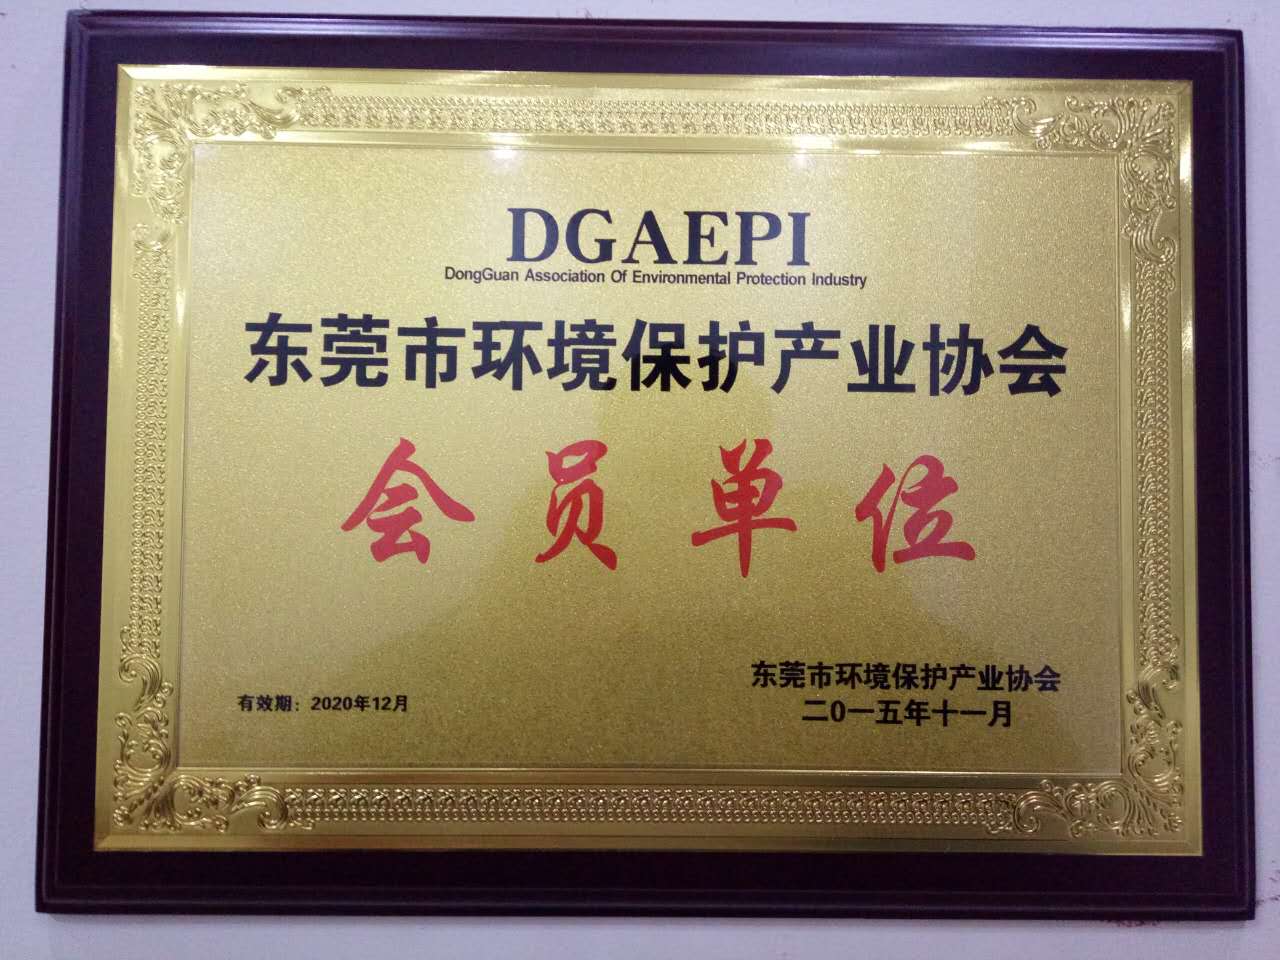 DGAEPI
DongGuan Association Of Environmental Protection Industry
东莞市环境保护产业协会
会员单位
东莞市环境保护产业协会
有效期：2020年12月
二0一五年十一月